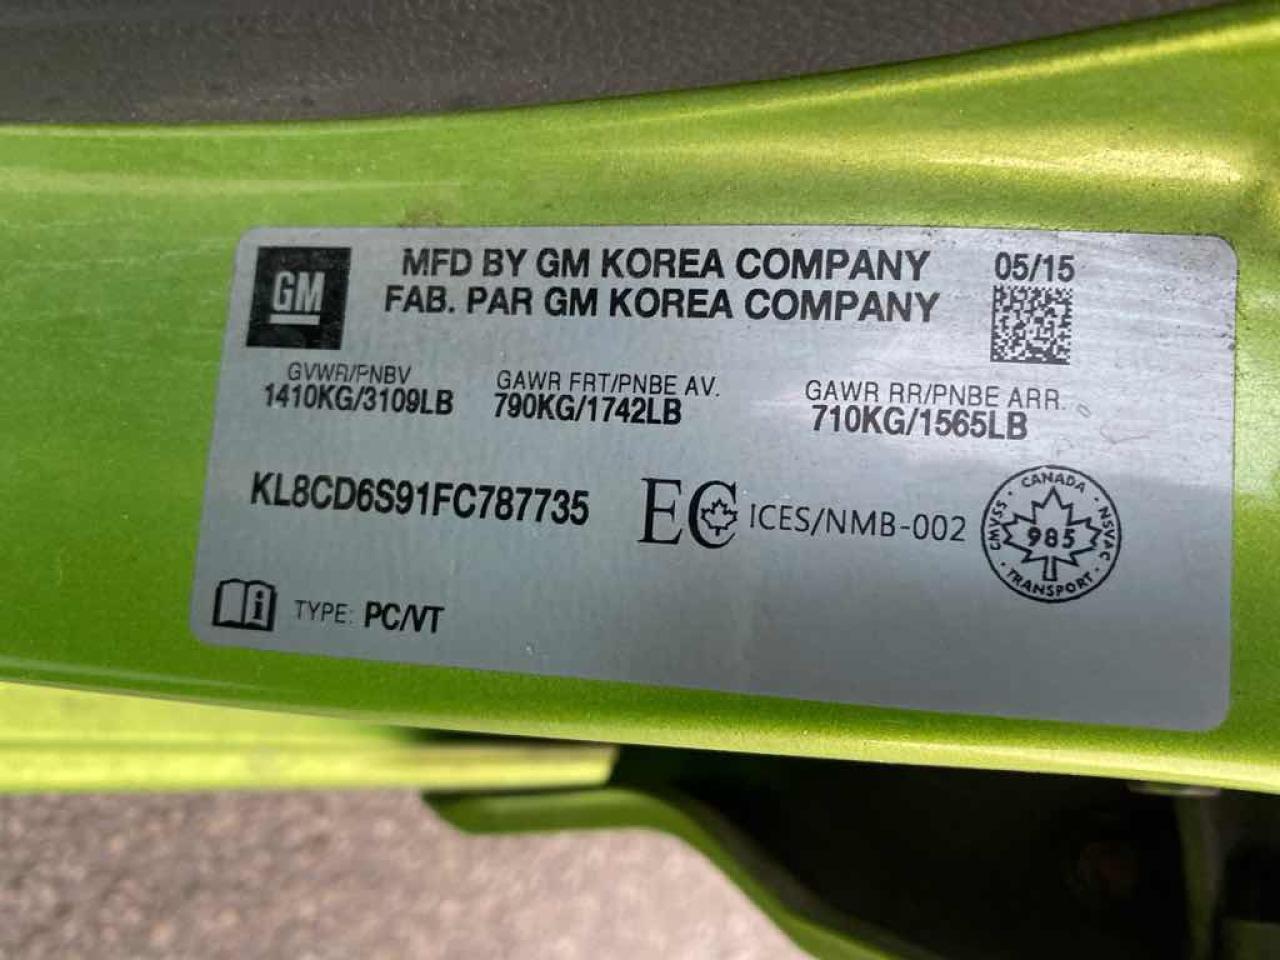 GM
MFD BY GM KOREA COMPANY
FAB. PAR GM KOREA COMPANY
05/15
GVWR/PNBV
1410KG/3109LB
GAWR FRT/PNBE AV.
790KG/1742LB
GAWR RR/PNBE ARR.
710KG/1565LB
KL8CD6S91FC787735
EC ICES/NMB-002
CANADA
CMVSS
NSVAC
985
TRANSPORT
TYPE: PC/VT